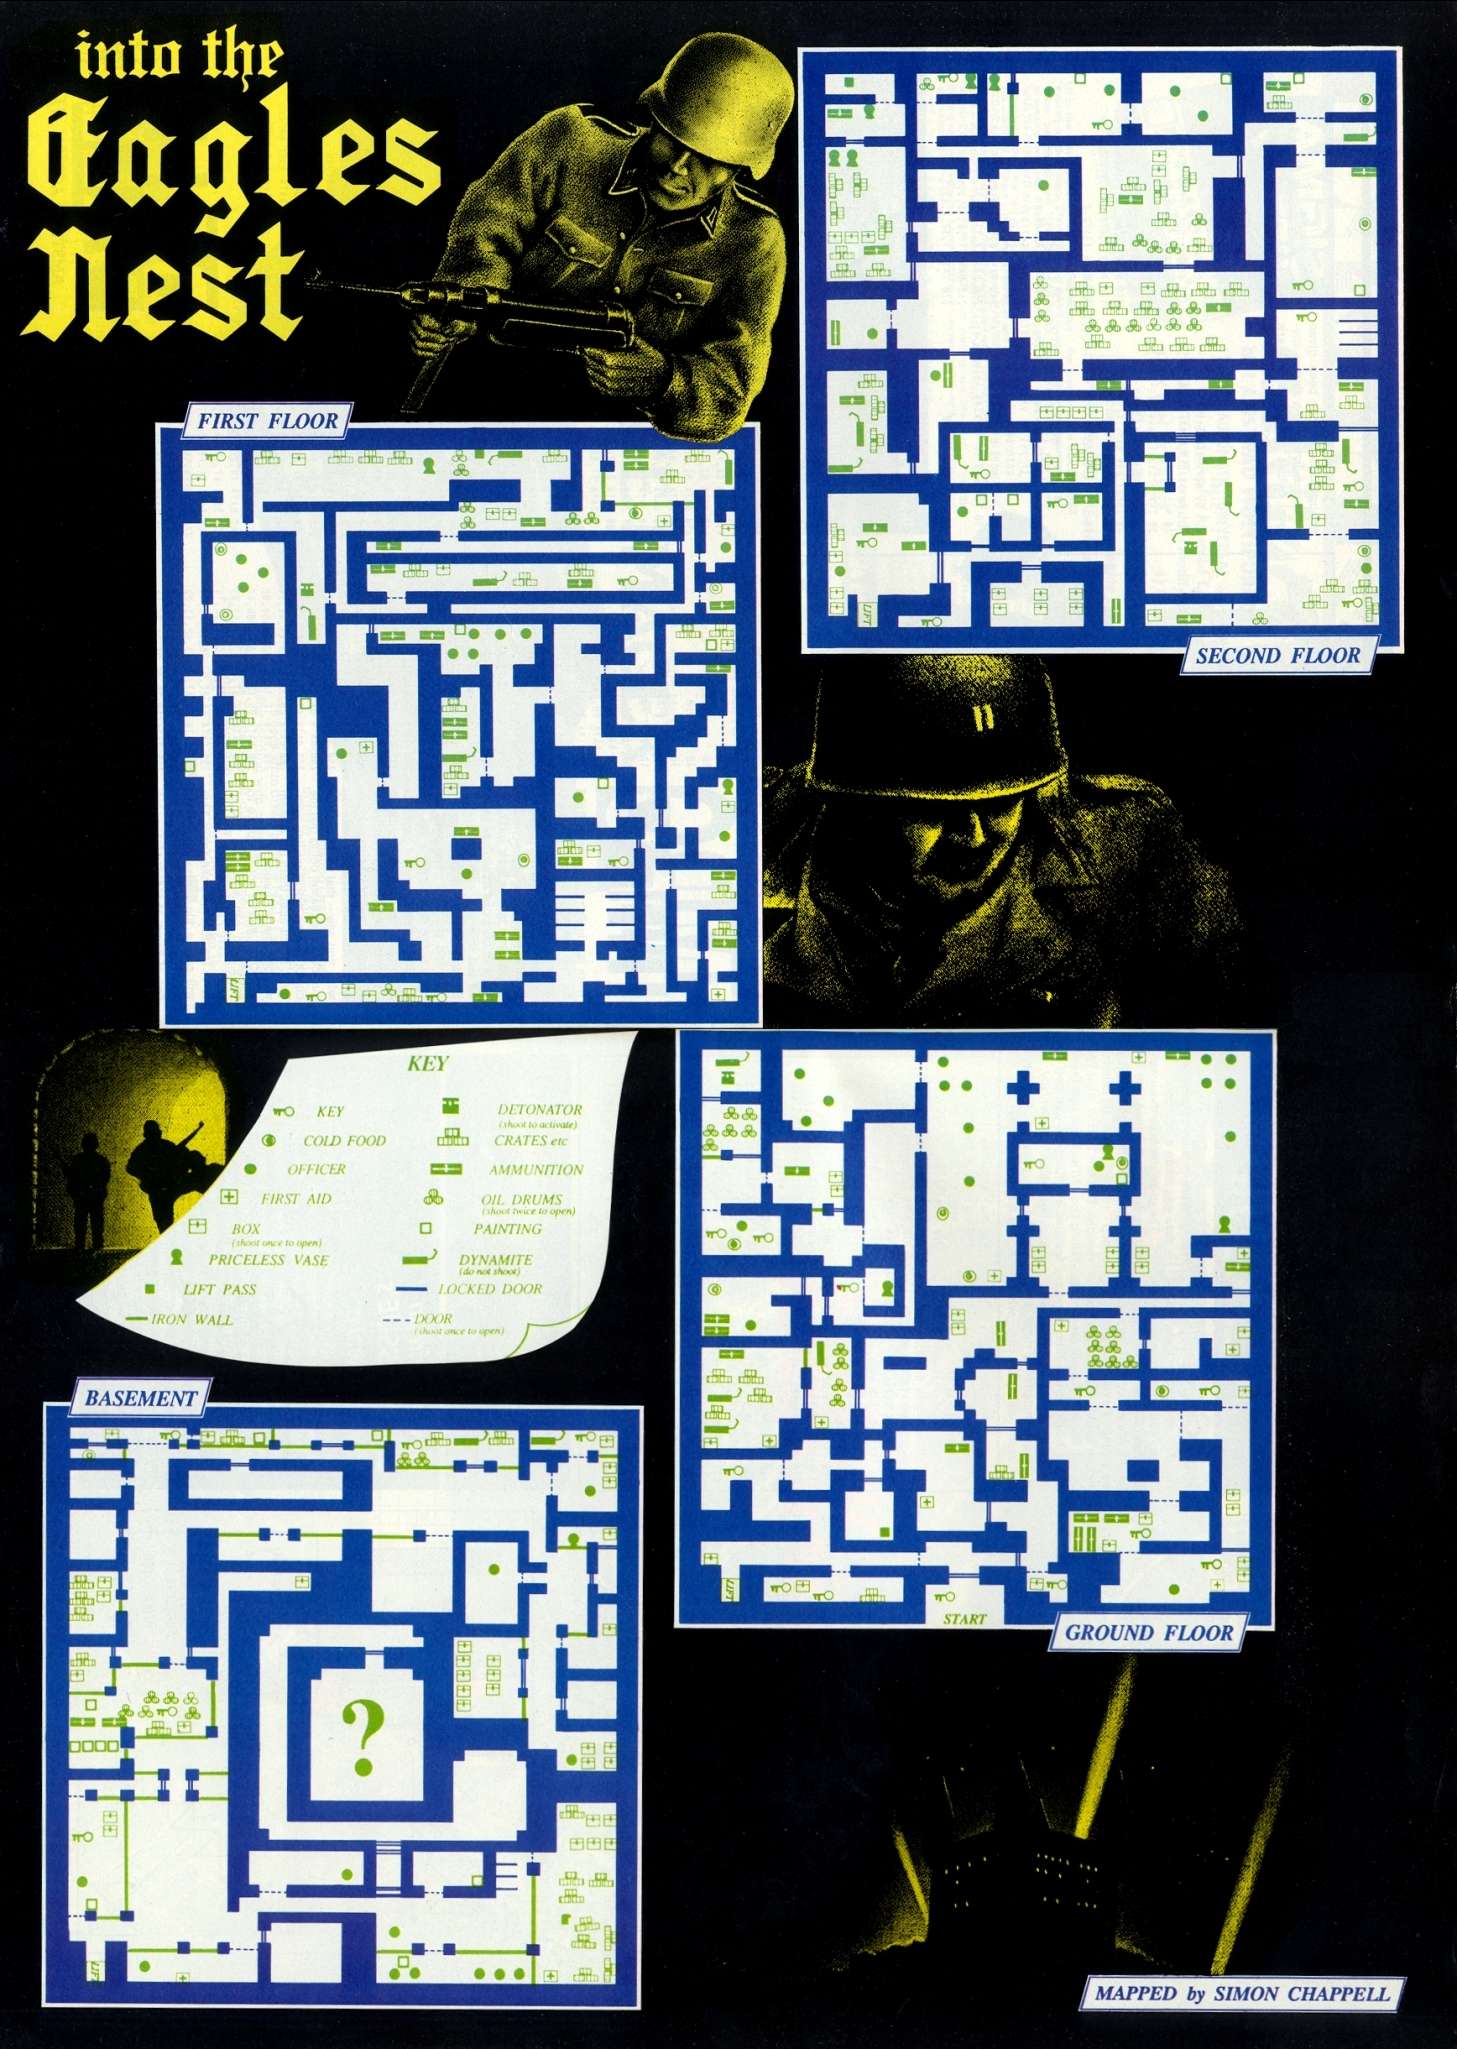 into the
Eagles
Nest
FIRST FLOOR
LIFT
SECOND FLOOR
LIFT
KEY
KEY
COLD FOOD
OFFICER
FIRST AID
BOX
(shoot once to open)
PRICELESS VASE
LIFT PASS
IRON WALL
DETONATOR
(shoot to activate)
CRATES etc
AMMUNITION
OIL DRUMS
(shoot twice to open)
PAINTING
DYNAMITE
(do not shoot)
LOCKED DOOR
DOOR
(shoot once to open)
LIFT
START
GROUND FLOOR
BASEMENT
?
LIFT
MAPPED by SIMON CHAPPELL